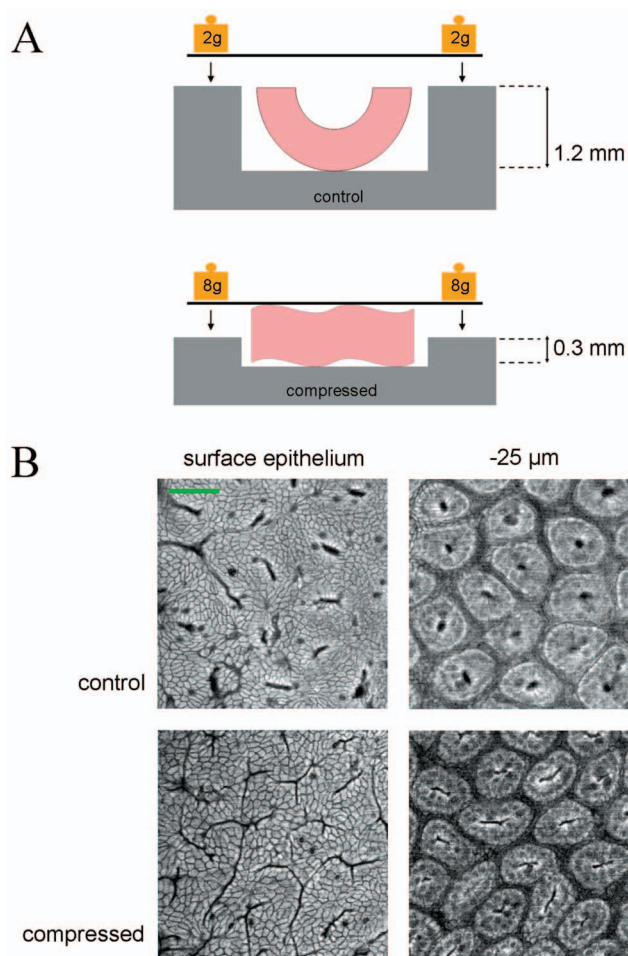 A
2g 2g
1.2 mm
control
8g 8g
0.3 mm
compressed
B
surface epithelium -25 µm
control
compressed